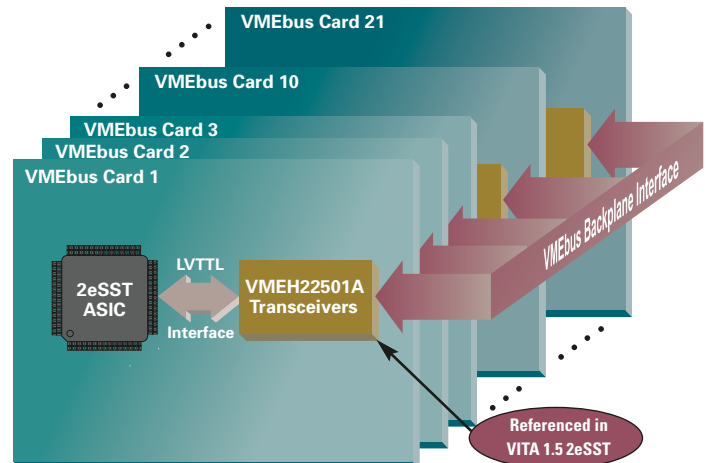 VMEbus Card 21
VMEbus Card 10
VMEbus Card 3
VMEbus Card 2
VMEbus Card 1
2eSST
ASIC
LVTTL
Interface
VMEH22501A
Transceivers
VMEbus Backplane Interface
Referenced in
VITA 1.5 2eSST